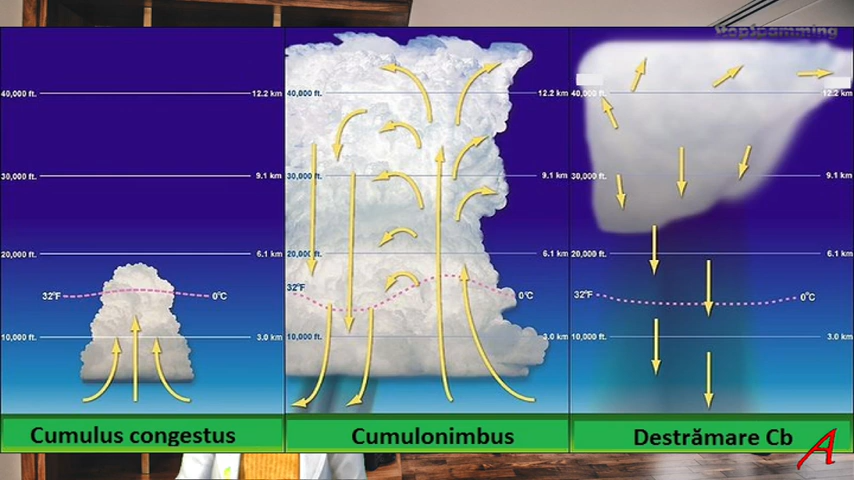 StopSpamming
40,000 ft.
12.2 km
30,000 ft.
9.1 km
20,000 ft.
6.1 km
32°F
0°C
10,000 ft.
3.0 km
Cumulus congestus
40,000 ft.
12.2 km
30,000 ft.
9.1 km
20,000 ft.
6.1 km
32°F
0°C
10,000 ft.
3.0 km
Cumulonimbus
40,000 ft.
12.2 km
30,000 ft.
9.1 km
20,000 ft.
6.1 km
32°F
0°C
10,000 ft.
3.0 km
Destrămare Cb
A